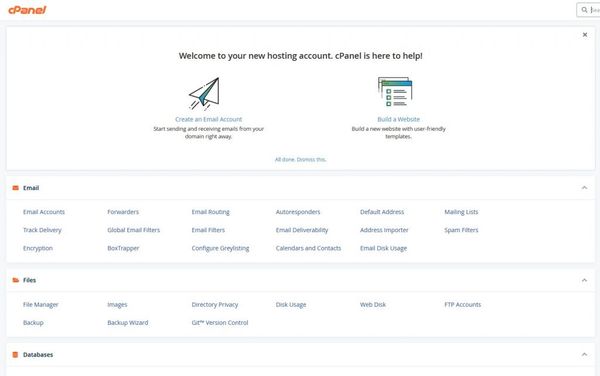 cPanel
Welcome to your new hosting account. cPanel is here to help!
Create an Email Account
Start sending and receiving emails from your
domain right away.
Build a Website
Build a new website with user-friendly
templates.
All done. Dismiss this.
Email
Email Accounts Forwarders Email Routing Autoresponders Default Address Mailing Lists
Track Delivery Global Email Filters Email Filters Email Deliverability Address Importer Spam Filters
Encryption BoxTrapper Configure Greylisting Calendars and Contacts Email Disk Usage
Files
File Manager Images Directory Privacy Disk Usage Web Disk FTP Accounts
Backup Backup Wizard Git™ Version Control
Databases